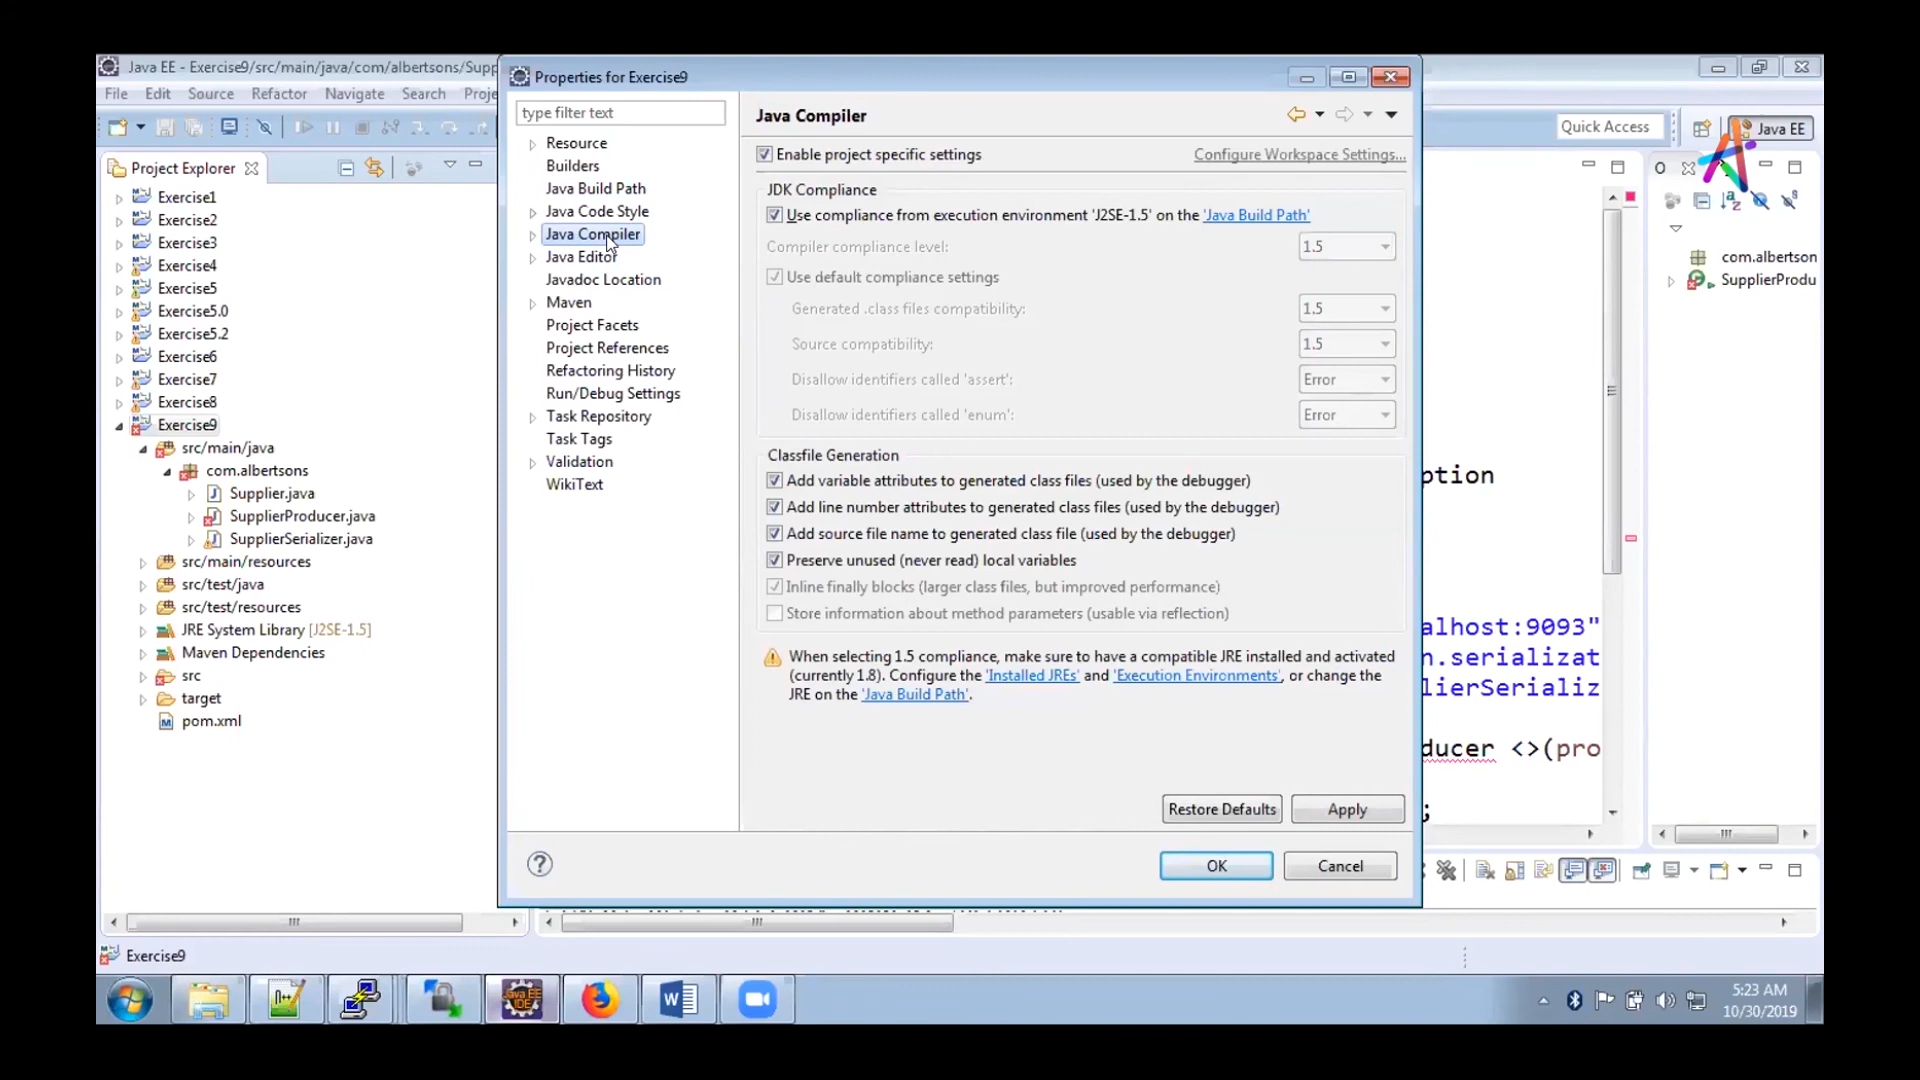 Java EE - Exercise9/src/main/java/com/albertsons/Supp
File Edit Source Refactor Navigate Search Proje
Quick Access
Java EE
Project Explorer
Exercise1
Exercise2
Exercise3
Exercise4
Exercise5
Exercise5.0
Exercise5.2
Exercise6
Exercise7
Exercise8
Exercise9
src/main/java
com.albertsons
Supplier.java
SupplierProducer.java
SupplierSerializer.java
src/main/resources
src/test/java
src/test/resources
JRE System Library [J2SE-1.5]
Maven Dependencies
src
target
pom.xml
Properties for Exercise9
type filter text
Resource
Builders
Java Build Path
Java Code Style
Java Compiler
Java Editor
Javadoc Location
Maven
Project Facets
Project References
Refactoring History
Run/Debug Settings
Task Repository
Task Tags
Validation
WikiText
Java Compiler
Enable project specific settings
Configure Workspace Settings...
JDK Compliance
Use compliance from execution environment 'J2SE-1.5' on the 'Java Build Path'
Compiler compliance level: 1.5
Use default compliance settings
Generated .class files compatibility: 1.5
Source compatibility: 1.5
Disallow identifiers called 'assert': Error
Disallow identifiers called 'enum': Error
Classfile Generation
Add variable attributes to generated class files (used by the debugger)
Add line number attributes to generated class files (used by the debugger)
Add source file name to generated class file (used by the debugger)
Preserve unused (never read) local variables
Inline finally blocks (larger class files, but improved performance)
Store information about method parameters (usable via reflection)
When selecting 1.5 compliance, make sure to have a compatible JRE installed and activated
(currently 1.8). Configure the 'Installed JREs' and 'Execution Environments', or change the
JRE on the 'Java Build Path'.
Restore Defaults Apply
OK Cancel
ption
alhost:9093"
n.serializat
lierSerializ
ducer <>(pro
;
O
com.albertson
SupplierProdu
Exercise9
Java EE
IDE
5:23 AM
10/30/2019